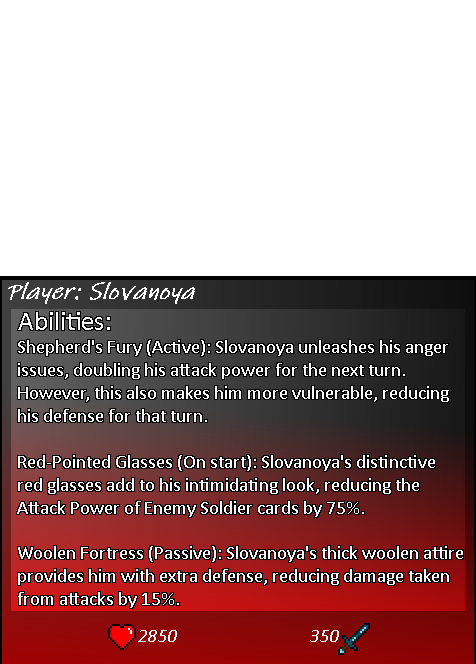 Player: Slovanoya
Abilities:
Shepherd's Fury (Active): Slovanoya unleashes his anger
issues, doubling his attack power for the next turn.
However, this also makes him more vulnerable, reducing
his defense for that turn.
Red-Pointed Glasses (On start): Slovanoya's distinctive
red glasses add to his intimidating look, reducing the
Attack Power of Enemy Soldier cards by 75%.
Woolen Fortress (Passive): Slovanoya's thick woolen attire
provides him with extra defense, reducing damage taken
from attacks by 15%.
2850 350